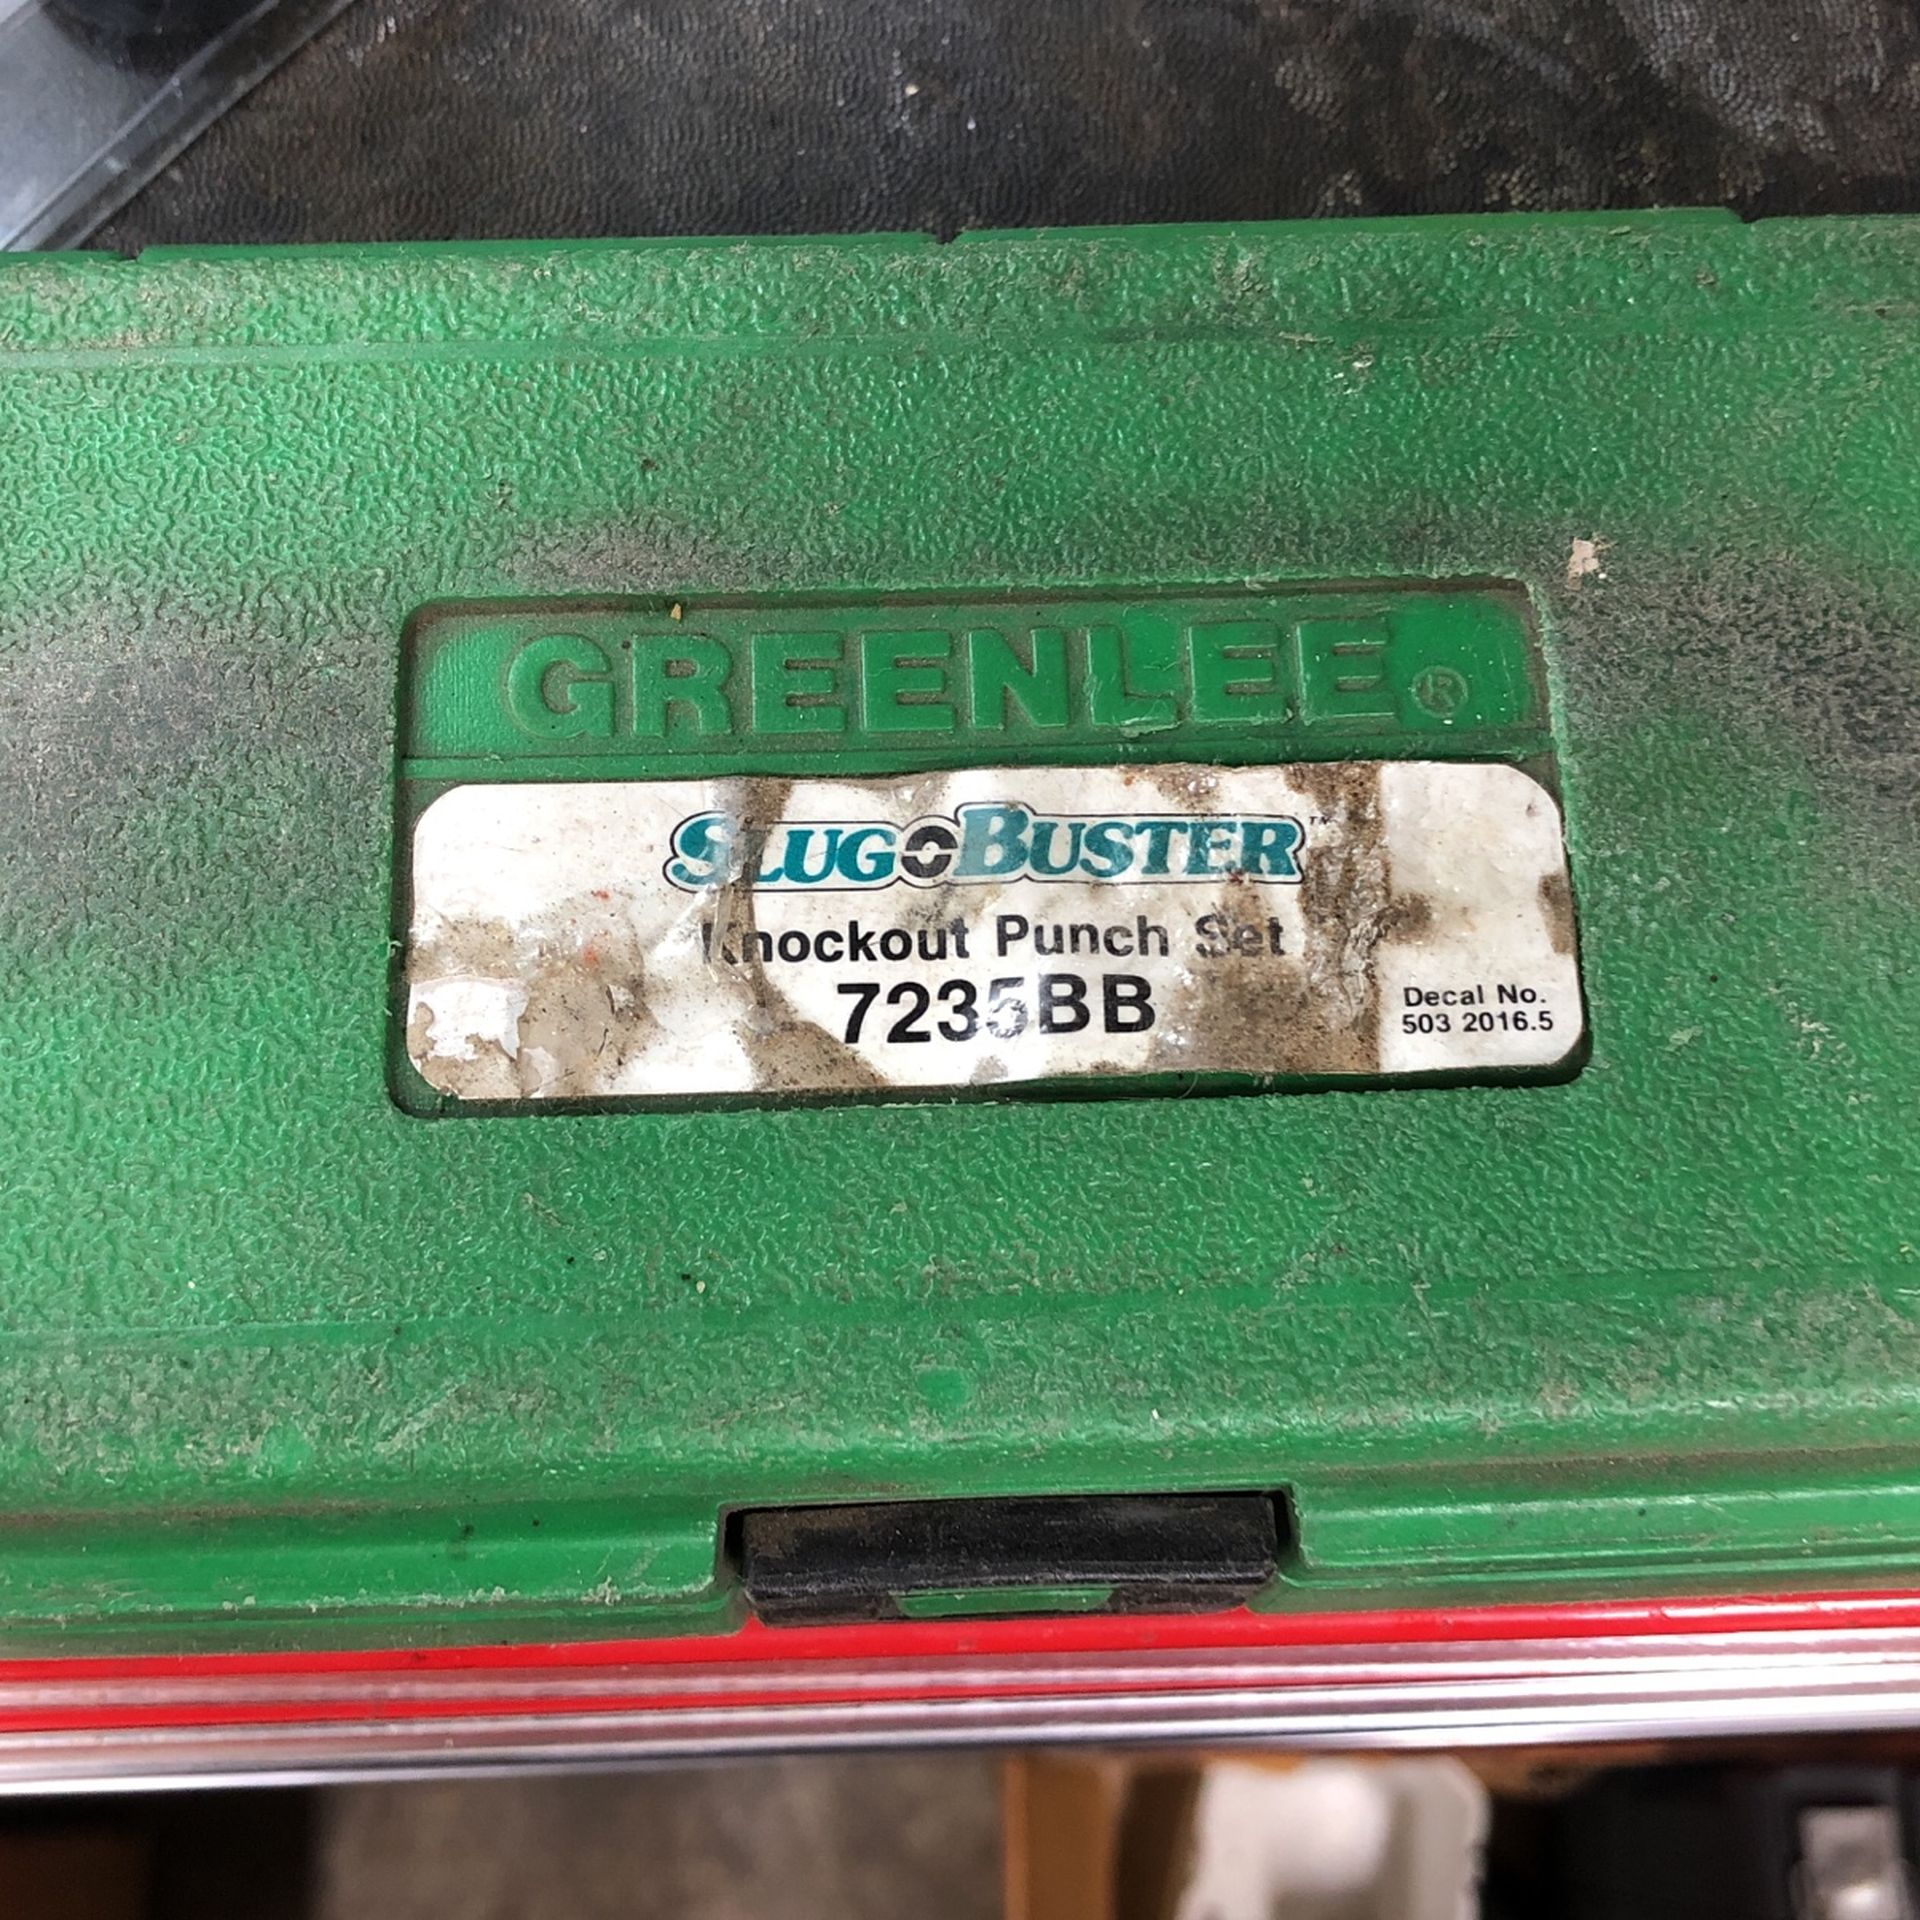 GREENLEE®
SLUG BUSTER™
Knockout Punch Set
7235BB
Decal No.
503 2016.5